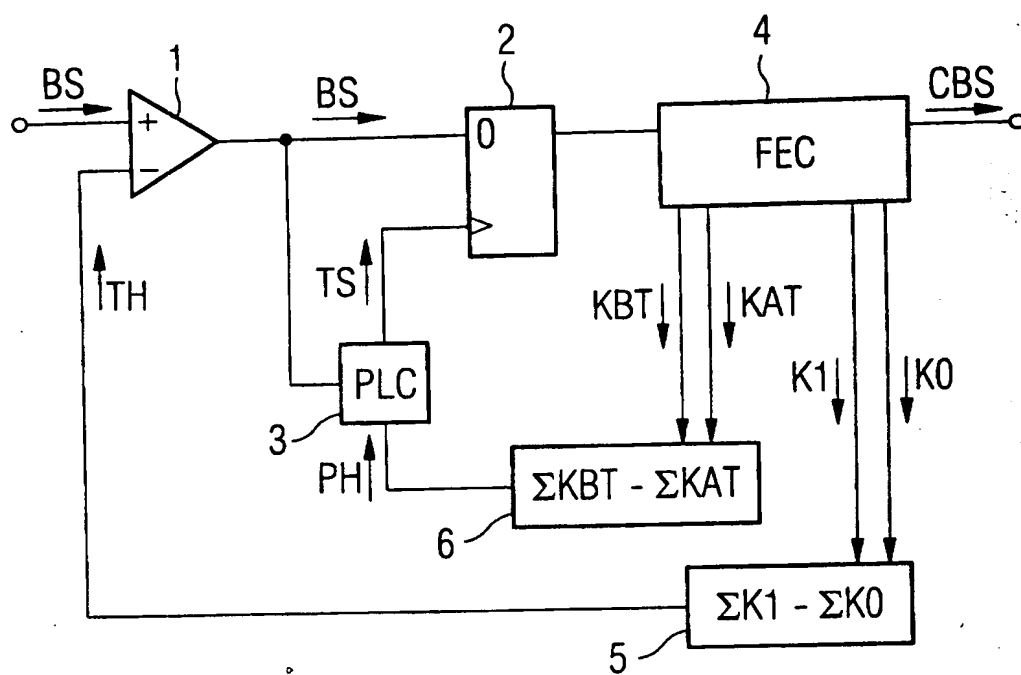 1
2
4
BS
BS
CBS
+
−
0
FEC
TH
TS
KBT
KAT
PLC
K1
K0
3
PH
ΣKBT - ΣKAT
6
ΣK1 - ΣK0
5